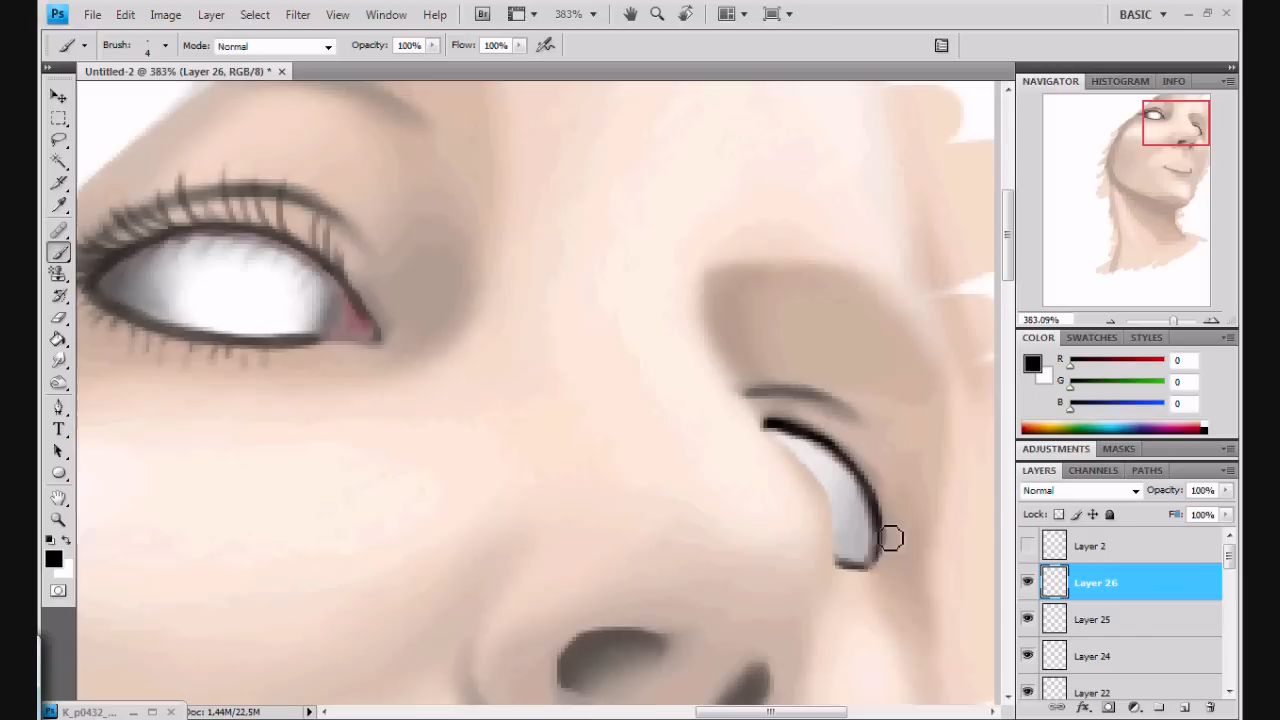 Ps File Edit Image Layer Select Filter View Window Help Br 383% BASIC
Brush: 4 Mode: Normal Opacity: 100% Flow: 100%
Untitled-2 @ 383% (Layer 26, RGB/8) *
NAVIGATOR HISTOGRAM INFO
383.09%
COLOR SWATCHES STYLES
R 0
G 0
B 0
ADJUSTMENTS MASKS
LAYERS CHANNELS PATHS
Normal Opacity: 100%
Lock: Fill: 100%
Layer 2
Layer 26
Layer 25
Layer 24
Layer 22
T
fx
Ps K_p0432_... Doc: 1.44M/22.5M